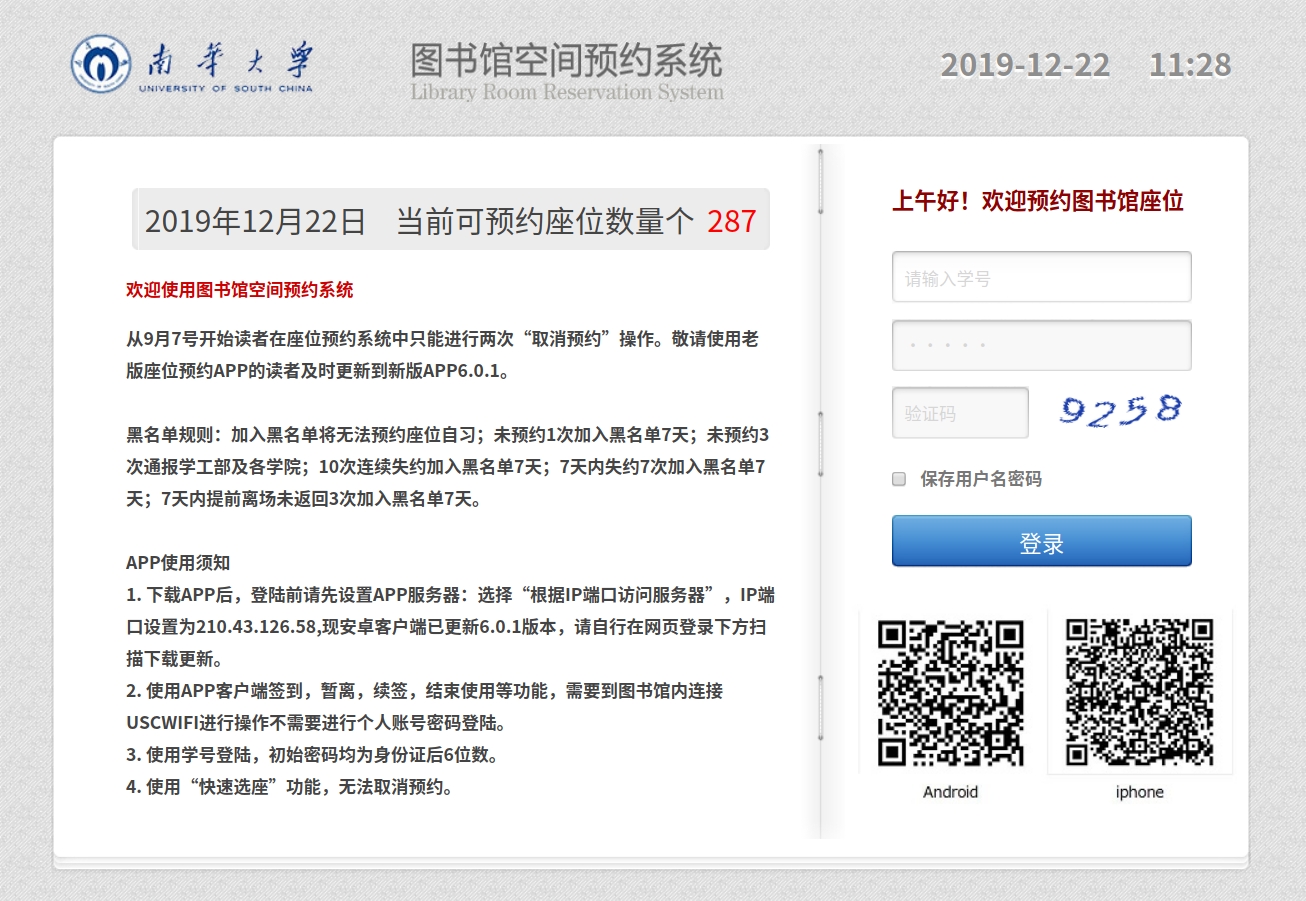 南华大学
UNIVERSITY OF SOUTH CHINA
图书馆空间预约系统
Library Room Reservation System
2019-12-22 11:28
2019年12月22日 当前可预约座位数量个 287
欢迎使用图书馆空间预约系统
从9月7号开始读者在座位预约系统中只能进行两次“取消预约”操作。敬请使用老
版座位预约APP的读者及时更新到新版APP6.0.1。
黑名单规则：加入黑名单将无法预约座位自习；未预约1次加入黑名单7天；未预约3
次通报学工部及各学院；10次连续失约加入黑名单7天；7天内失约7次加入黑名单7
天；7天内提前离场未返回3次加入黑名单7天。
APP使用须知
1. 下载APP后，登陆前请先设置APP服务器：选择“根据IP端口访问服务器”，IP端
口设置为210.43.126.58,现安卓客户端已更新6.0.1版本，请自行在网页登录下方扫
描下载更新。
2. 使用APP客户端签到，暂离，续签，结束使用等功能，需要到图书馆内连接
USCWIFI进行操作不需要进行个人账号密码登陆。
3. 使用学号登陆，初始密码均为身份证后6位数。
4. 使用“快速选座”功能，无法取消预约。
上午好！欢迎预约图书馆座位
请输入学号
· · · · ·
验证码
9258
保存用户名密码
登录
Android
iphone